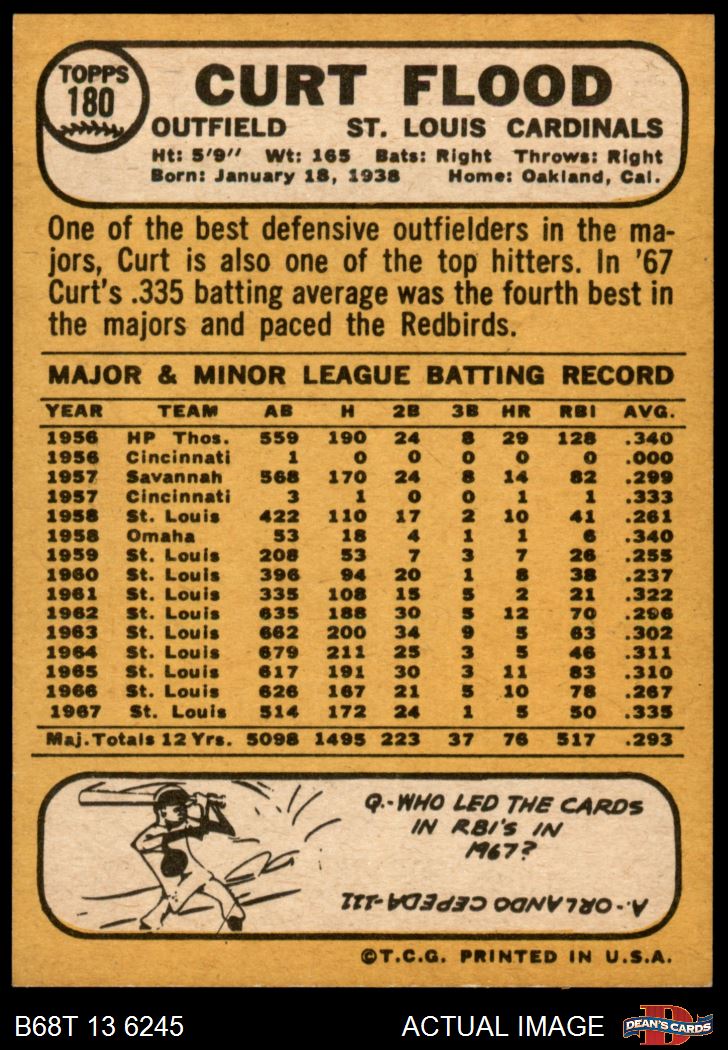 TOPPS
180
CURT FLOOD
OUTFIELD ST. LOUIS CARDINALS
Ht: 5'9" Wt: 165 Bats: Right Throws: Right
Born: January 18, 1938 Home: Oakland, Cal.
One of the best defensive outfielders in the ma-
jors, Curt is also one of the top hitters. In '67
Curt's .335 batting average was the fourth best in
the majors and paced the Redbirds.
MAJOR & MINOR LEAGUE BATTING RECORD
YEAR TEAM AB H 2B 3B HR RBI AVG.
1956 HP Thos. 559 190 24 8 29 128 .340
1956 Cincinnati 1 0 0 0 0 0 .000
1957 Savannah 568 170 24 8 14 82 .299
1957 Cincinnati 3 1 0 0 1 1 .333
1958 St. Louis 422 110 17 2 10 41 .261
1958 Omaha 53 18 4 1 1 6 .340
1959 St. Louis 208 53 7 3 7 26 .255
1960 St. Louis 396 94 20 1 8 38 .237
1961 St. Louis 335 108 15 5 2 21 .322
1962 St. Louis 635 188 30 5 12 70 .296
1963 St. Louis 662 200 34 9 5 63 .302
1964 St. Louis 679 211 25 3 5 46 .311
1965 St. Louis 617 191 30 3 11 83 .310
1966 St. Louis 626 167 21 5 10 78 .267
1967 St. Louis 514 172 24 1 5 50 .335
Maj. Totals 12 Yrs. 5098 1495 223 37 76 517 .293
Q.-WHO LED THE CARDS
IN RBI'S IN
1967?
A.-ORLANDO CEPEDA-111
©T.C.G. PRINTED IN U.S.A.
B68T 13 6245 ACTUAL IMAGE
D
DEAN'S CARDS